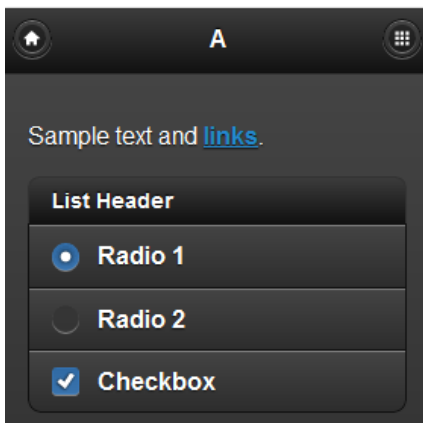 A
Sample text and links.
List Header
Radio 1
Radio 2
Checkbox